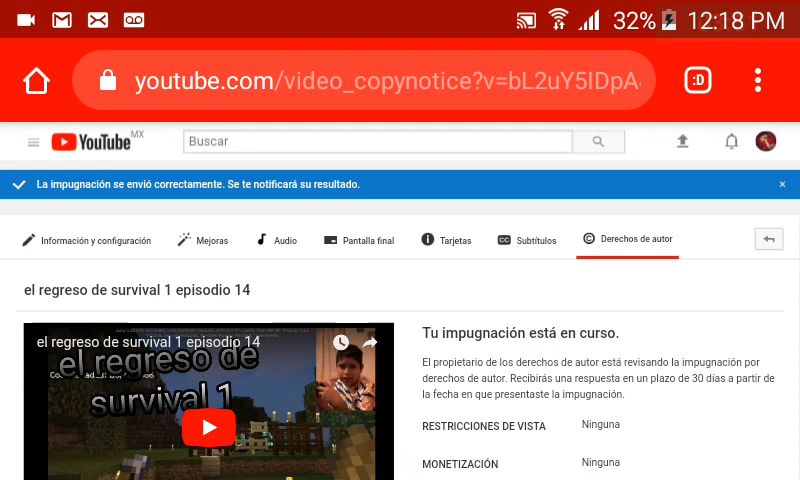 32% 12:18 PM
youtube.com/video_copynotice?v=bL2uY5IDpA
:D
YouTube MX
Buscar
La impugnación se envió correctamente. Se te notificará su resultado. ×
Información y configuración Mejoras Audio Pantalla final Tarjetas CC Subtítulos © Derechos de autor
el regreso de survival 1 episodio 14
el regreso de survival 1 episodio 14
el regreso de
survival 1
Tu impugnación está en curso.
El propietario de los derechos de autor está revisando la impugnación por
derechos de autor. Recibirás una respuesta en un plazo de 30 días a partir de
la fecha en que presentaste la impugnación.
RESTRICCIONES DE VISTA Ninguna
MONETIZACIÓN Ninguna